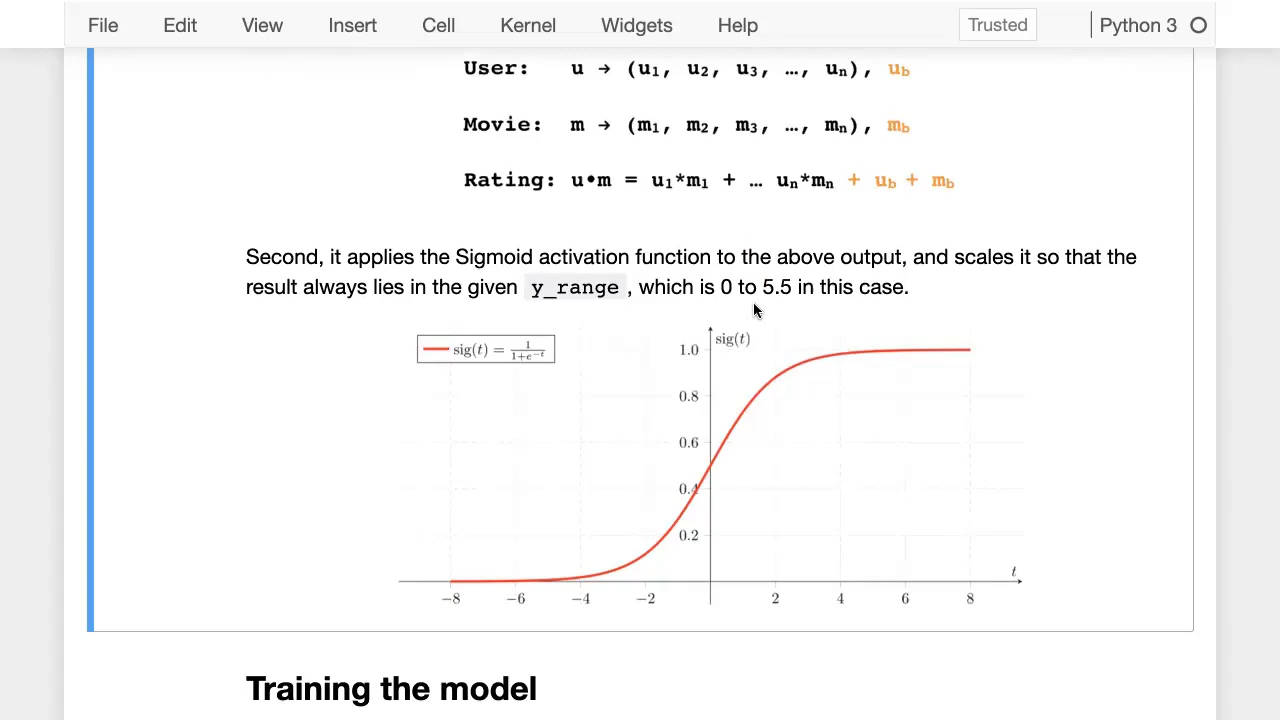 File Edit View Insert Cell Kernel Widgets Help Trusted Python 3
User: u → (u₁, u₂, u₃, …, uₙ), u_b
Movie: m → (m₁, m₂, m₃, …, mₙ), m_b
Rating: u•m = u₁*m₁ + … uₙ*mₙ + u_b + m_b
Second, it applies the Sigmoid activation function to the above output, and scales it so that the
result always lies in the given y_range , which is 0 to 5.5 in this case.
sig(t) = 1/(1+e^−t)
sig(t)
1.0
0.8
0.6
0.4
0.2
t
−8 −6 −4 −2 2 4 6 8
Training the model